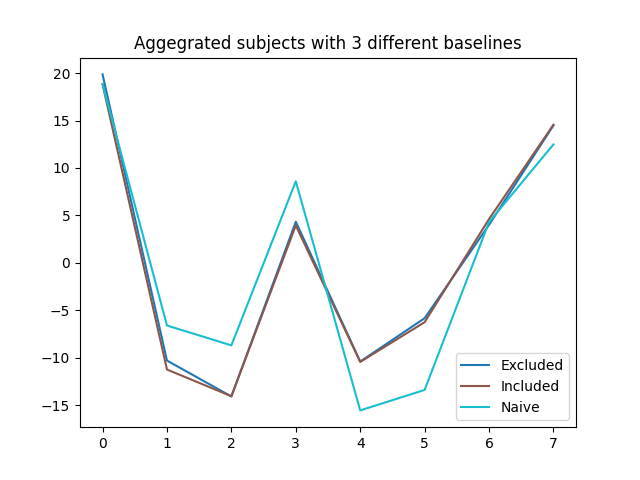 Aggegrated subjects with 3 different baselines
20
15
10
5
0
−5
−10
−15
0 1 2 3 4 5 6 7
Excluded
Included
Naive